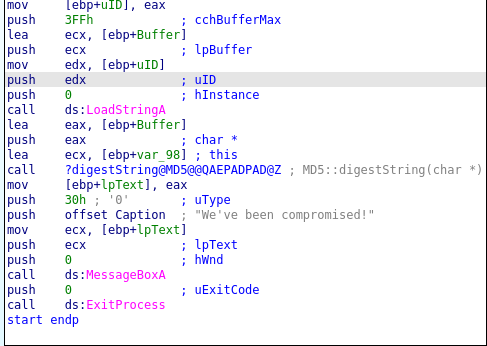 mov     [ebp+uID], eax
push    3FFh            ; cchBufferMax
lea     ecx, [ebp+Buffer]
push    ecx             ; lpBuffer
mov     edx, [ebp+uID]
push    edx             ; uID
push    0               ; hInstance
call    ds:LoadStringA
lea     eax, [ebp+Buffer]
push    eax             ; char *
lea     ecx, [ebp+var_98] ; this
call    ?digestString@MD5@@QAEPADPAD@Z ; MD5::digestString(char *)
mov     [ebp+lpText], eax
push    30h ; '0'       ; uType
push    offset Caption  ; "We've been compromised!"
mov     ecx, [ebp+lpText]
push    ecx             ; lpText
push    0               ; hWnd
call    ds:MessageBoxA
push    0               ; uExitCode
call    ds:ExitProcess
start endp